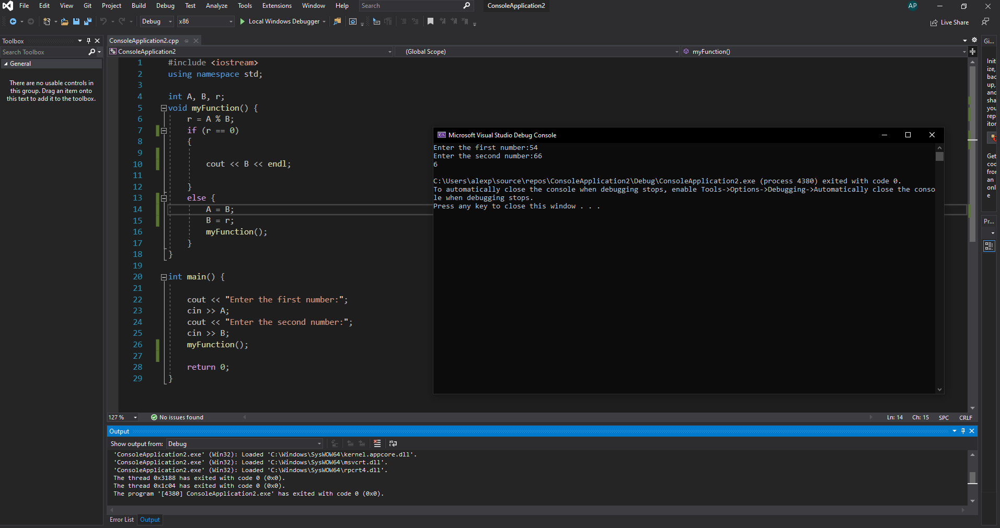 File Edit View Git Project Build Debug Test Analyze Tools Extensions Window Help Search ConsoleApplication2 AP
Debug x86 Local Windows Debugger Live Share
Toolbox
Search Toolbox
General
There are no usable controls in
this group. Drag an item onto
this text to add it to the toolbox.
ConsoleApplication2.cpp
ConsoleApplication2 (Global Scope) myFunction()
1 #include <iostream>
2 using namespace std;
3
4 int A, B, r;
5 void myFunction() {
6 r = A % B;
7 if (r == 0)
8 {
9
10 cout << B << endl;
11
12 }
13 else {
14 A = B;
15 B = r;
16 myFunction();
17 }
18 }
19
20 int main() {
21
22 cout << "Enter the first number:";
23 cin >> A;
24 cout << "Enter the second number:";
25 cin >> B;
26 myFunction();
27
28 return 0;
29 }
Microsoft Visual Studio Debug Console
Enter the first number:54
Enter the second number:66
6
C:\Users\alexp\source\repos\ConsoleApplication2\Debug\ConsoleApplication2.exe (process 4380) exited with code 0.
To automatically close the console when debugging stops, enable Tools->Options->Debugging->Automatically close the conso
le when debugging stops.
Press any key to close this window . . .
127 % No issues found Ln: 14 Ch: 15 SPC CRLF
Output
Show output from: Debug
'ConsoleApplication2.exe' (Win32): Loaded 'C:\Windows\SysWOW64\kernel.appcore.dll'.
'ConsoleApplication2.exe' (Win32): Loaded 'C:\Windows\SysWOW64\msvcrt.dll'.
'ConsoleApplication2.exe' (Win32): Loaded 'C:\Windows\SysWOW64\rpcrt4.dll'.
The thread 0x3188 has exited with code 0 (0x0).
The thread 0x1c04 has exited with code 0 (0x0).
The program '[4380] ConsoleApplication2.exe' has exited with code 0 (0x0).
Error List Output
Gi...
Init
ize,
bac
up,
and
sha
you
rep
itor
Get
coc
fror
an
onl
e
Pr...